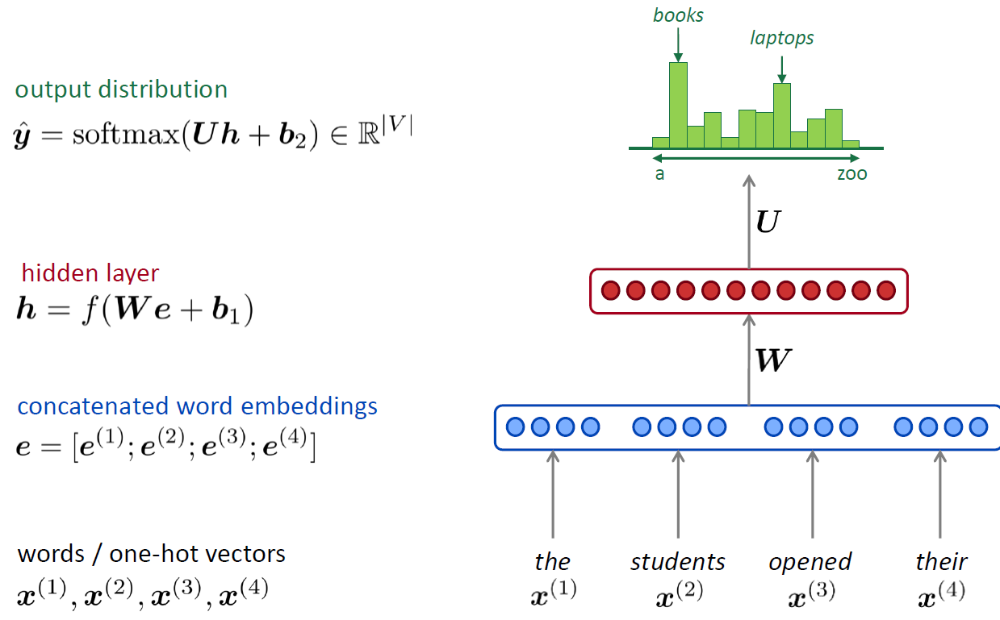 books
laptops
output distribution
ŷ = softmax(Uh + b₂) ∈ ℝ^|V|
a zoo
U
hidden layer
h = f(We + b₁)
W
concatenated word embeddings
e = [e⁽¹⁾; e⁽²⁾; e⁽³⁾; e⁽⁴⁾]
words / one-hot vectors
x⁽¹⁾, x⁽²⁾, x⁽³⁾, x⁽⁴⁾
the students opened their
x⁽¹⁾ x⁽²⁾ x⁽³⁾ x⁽⁴⁾